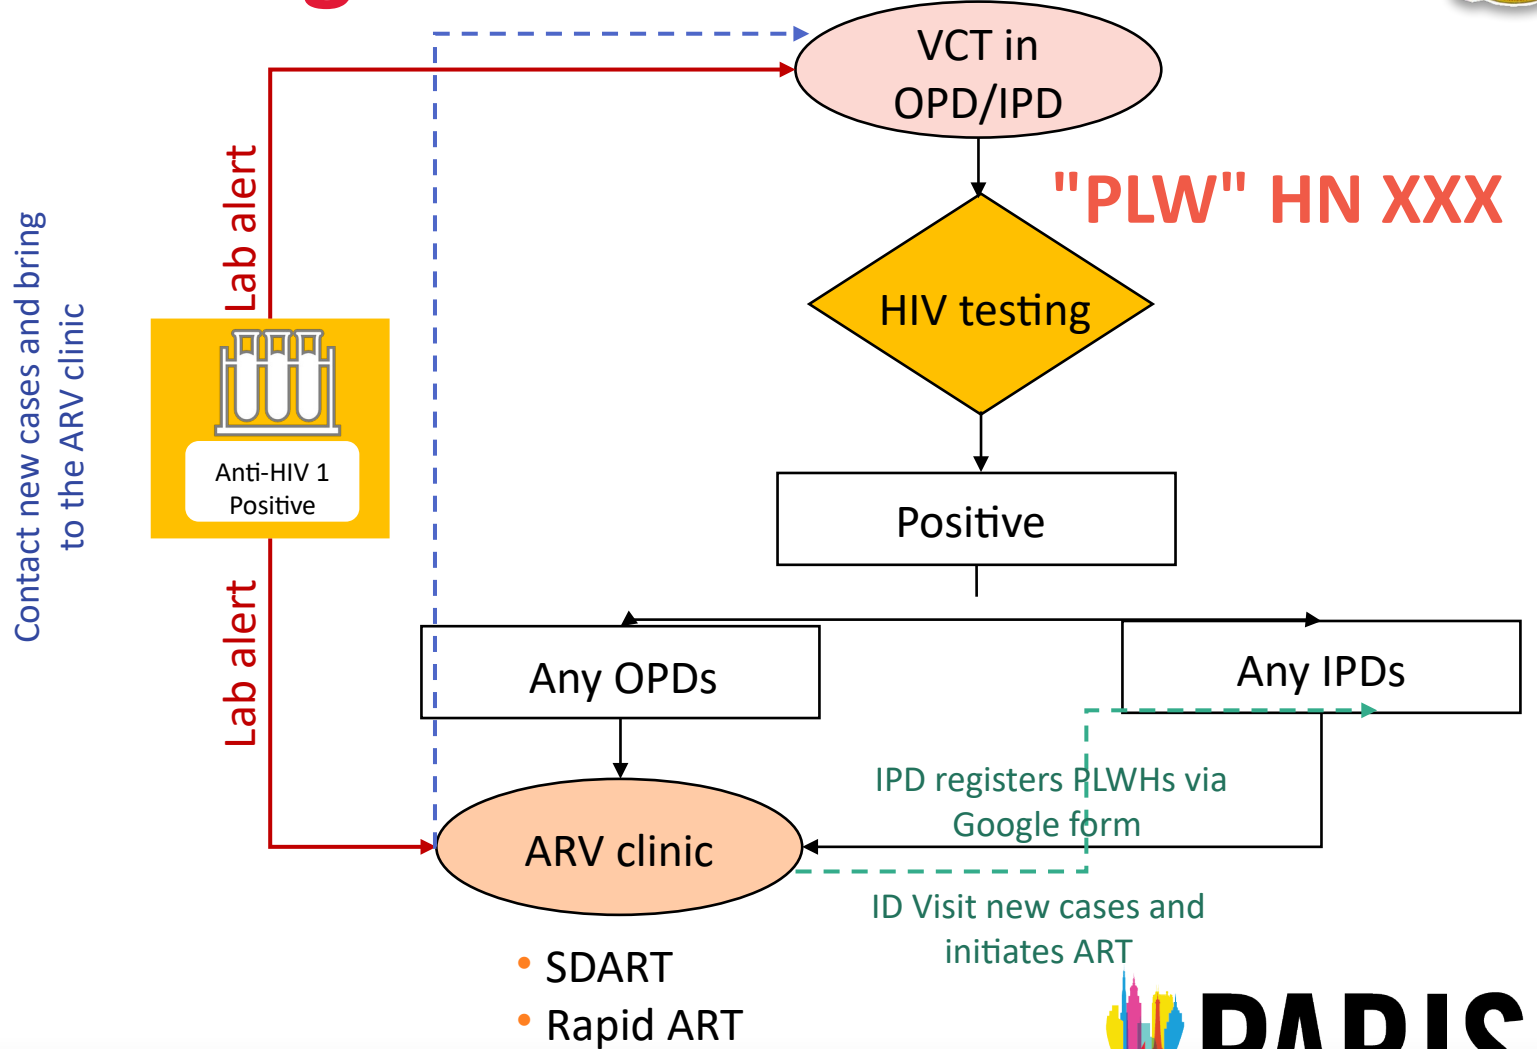 VCT in
OPD/IPD
"PLW" HN XXX
Lab alert
Contact new cases and bring
to the ARV clinic
HIV testing
Anti-HIV 1
Positive
Positive
Lab alert
Any OPDs
Any IPDs
IPD registers PLWHs via
Google form
ARV clinic
ID Visit new cases and
initiates ART
• SDART
• Rapid ART
PARIS